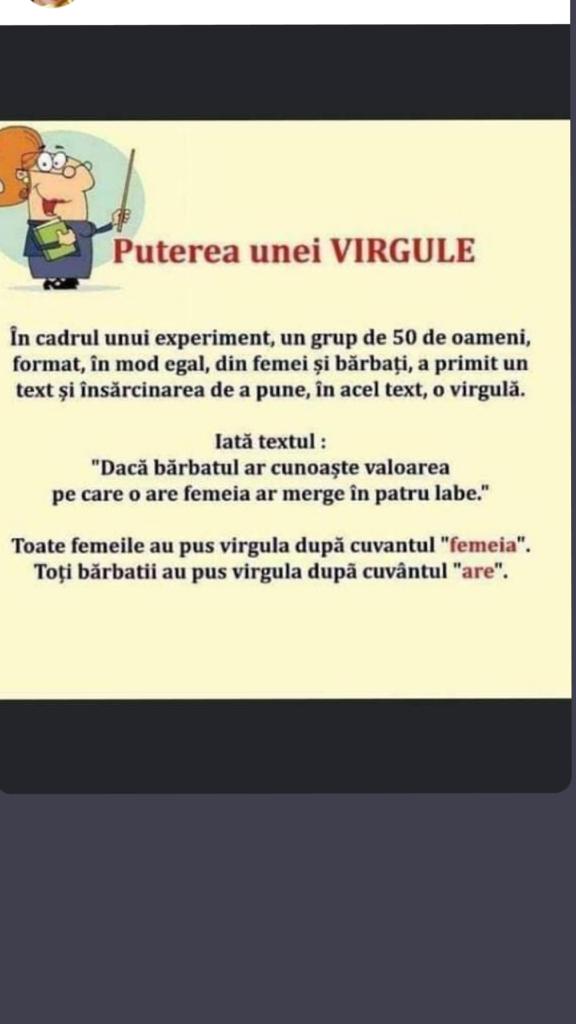 Puterea unei VIRGULE
În cadrul unui experiment, un grup de 50 de oameni,
format, în mod egal, din femei și bărbați, a primit un
text și însărcinarea de a pune, în acel text, o virgulă.
Iată textul :
"Dacă bărbatul ar cunoaște valoarea
pe care o are femeia ar merge în patru labe."
Toate femeile au pus virgula după cuvantul "femeia".
Toți bărbatii au pus virgula după cuvântul "are".